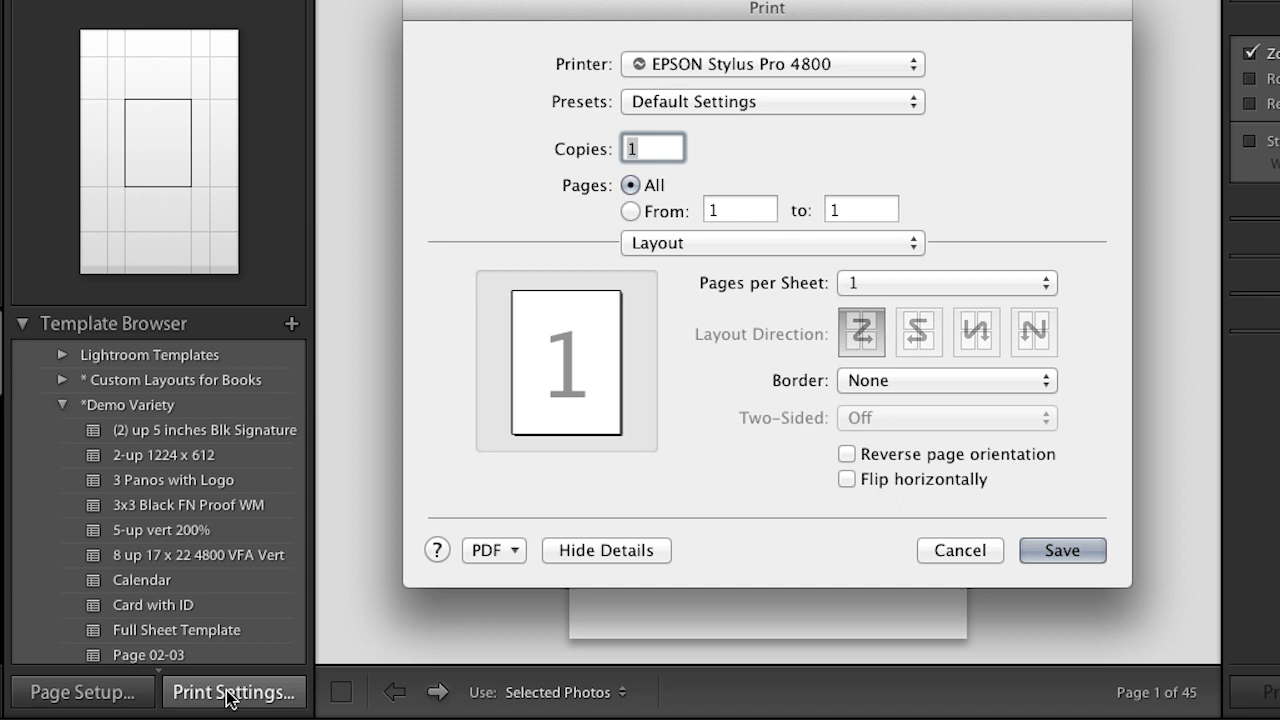 Print
Printer: EPSON Stylus Pro 4800
Presets: Default Settings
Copies: 1
Pages: All
From: 1 to: 1
Layout
1
Pages per Sheet: 1
Layout Direction:
Border: None
Two-Sided: Off
Reverse page orientation
Flip horizontally
? PDF Hide Details Cancel Save
Template Browser
Lightroom Templates
* Custom Layouts for Books
*Demo Variety
(2) up 5 inches Blk Signature
2-up 1224 x 612
3 Panos with Logo
3x3 Black FN Proof WM
5-up vert 200%
8 up 17 x 22 4800 VFA Vert
Calendar
Card with ID
Full Sheet Template
Page 02-03
Page Setup... Print Settings...
Use: Selected Photos
Page 1 of 45